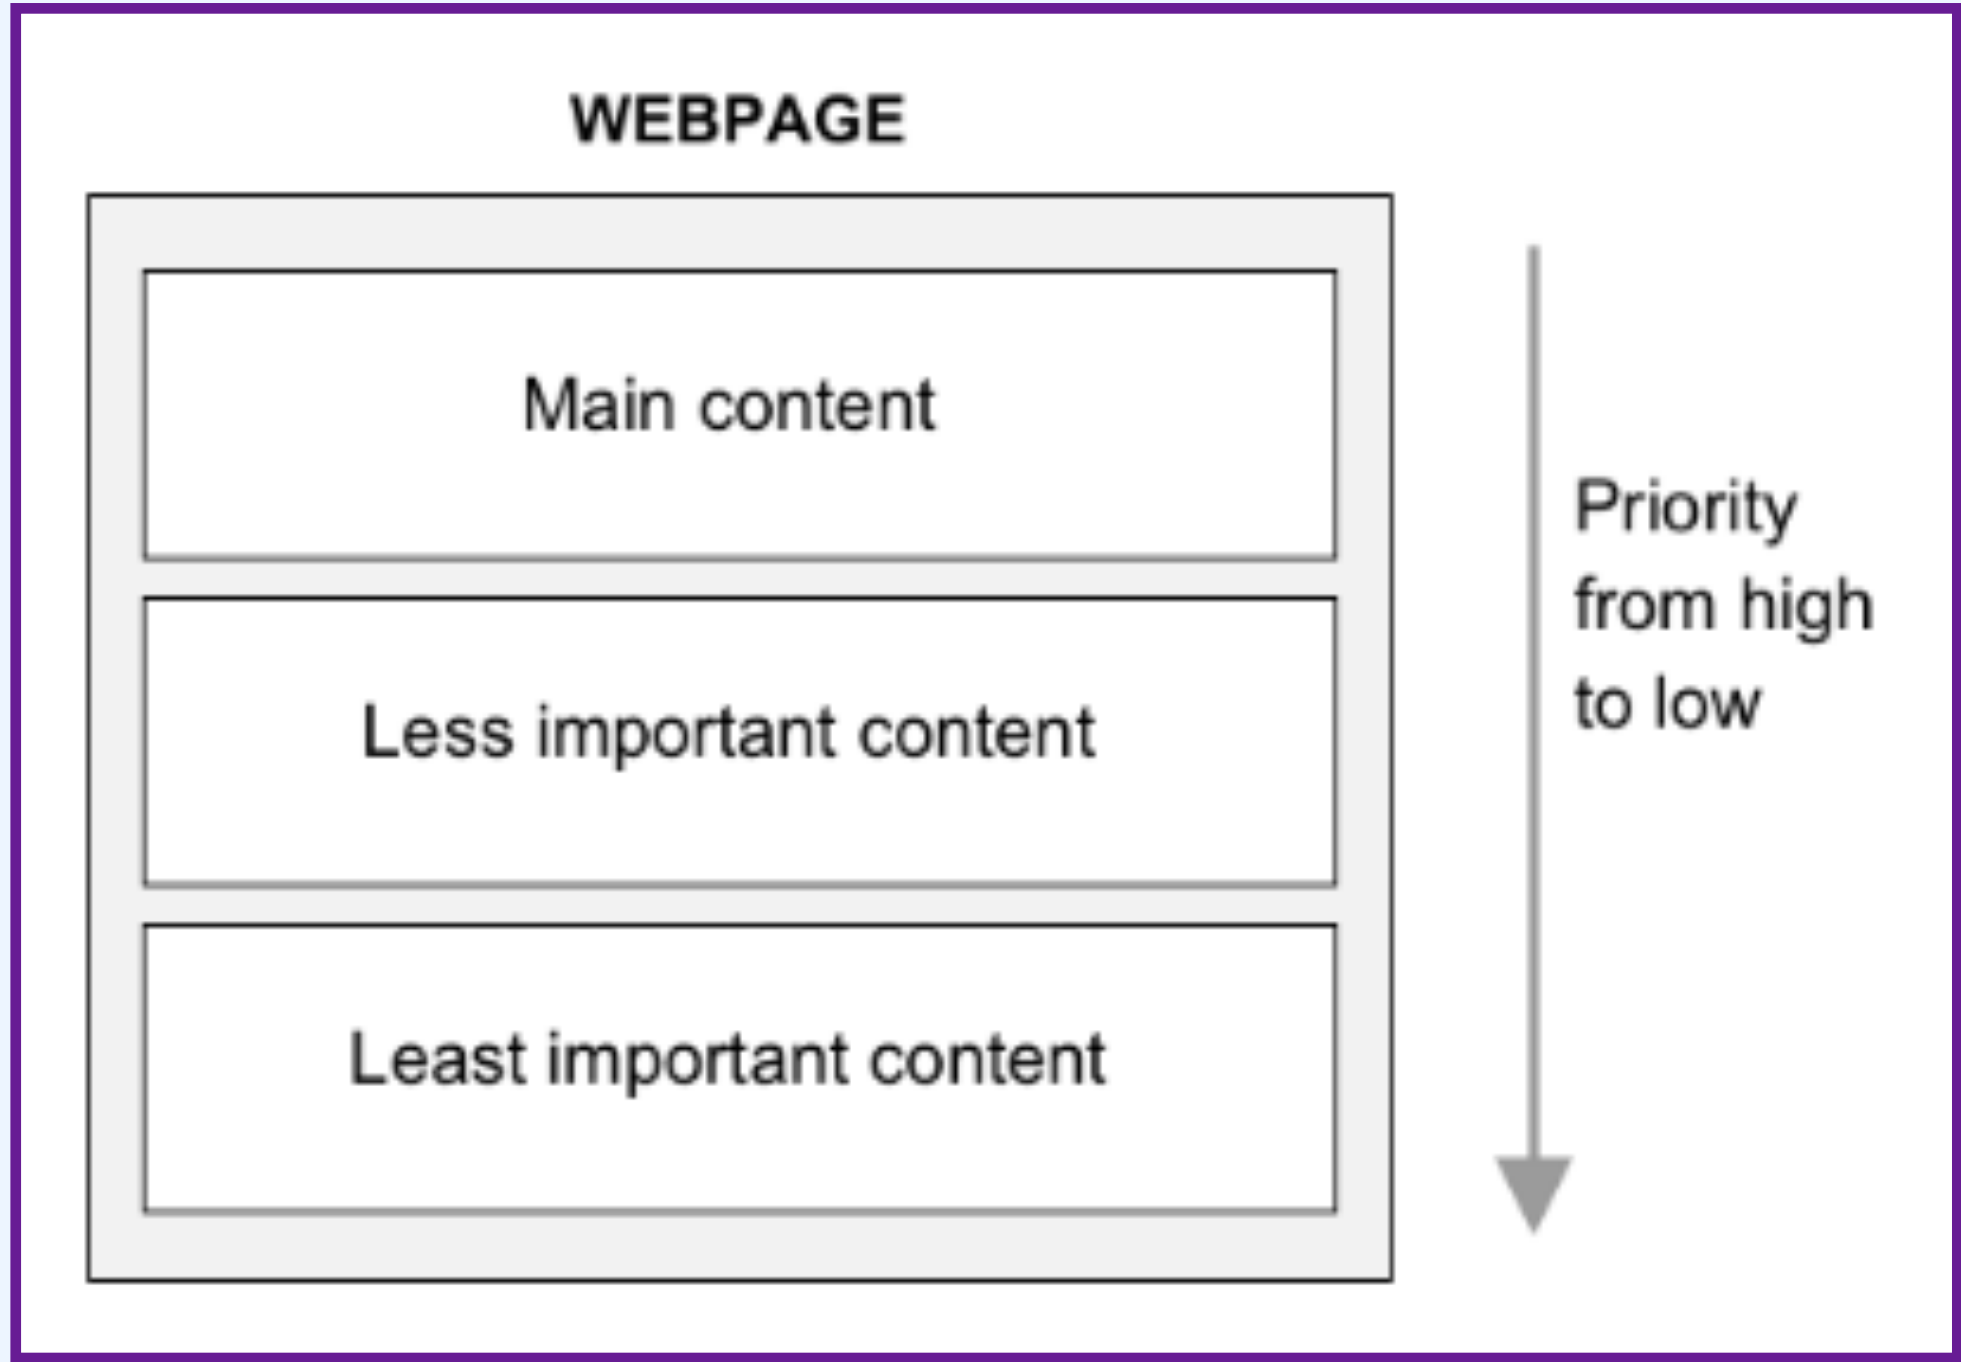 WEBPAGE
Main content
Less important content
Least important content
Priority
from high
to low